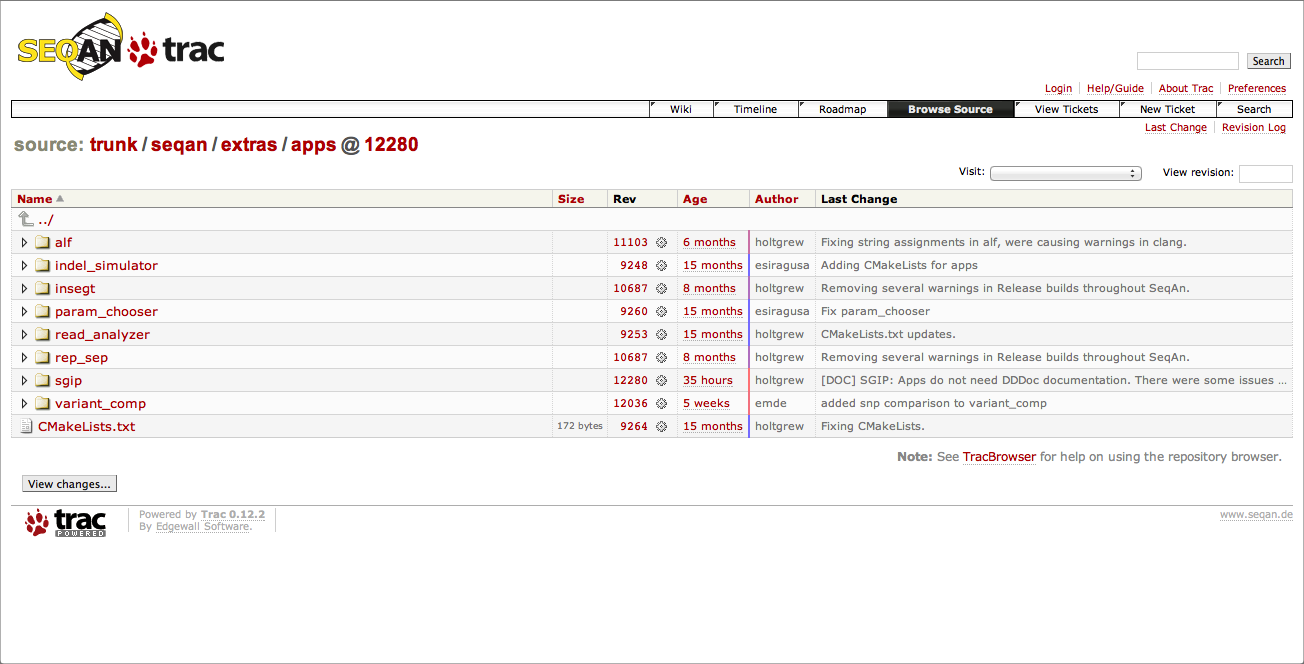 SEQAN trac
Search
Login Help/Guide About Trac Preferences
Wiki Timeline Roadmap Browse Source View Tickets New Ticket Search
Last Change Revision Log
source: trunk / seqan / extras / apps @ 12280
Visit: View revision:
Name Size Rev Age Author Last Change
../
alf 11103 6 months holtgrew Fixing string assignments in alf, were causing warnings in clang.
indel_simulator 9248 15 months esiragusa Adding CMakeLists for apps
insegt 10687 8 months holtgrew Removing several warnings in Release builds throughout SeqAn.
param_chooser 9260 15 months esiragusa Fix param_chooser
read_analyzer 9253 15 months holtgrew CMakeLists.txt updates.
rep_sep 10687 8 months holtgrew Removing several warnings in Release builds throughout SeqAn.
sgip 12280 35 hours holtgrew [DOC] SGIP: Apps do not need DDDoc documentation. There were some issues ...
variant_comp 12036 5 weeks emde added snp comparison to variant_comp
CMakeLists.txt 172 bytes 9264 15 months holtgrew Fixing CMakeLists.
Note: See TracBrowser for help on using the repository browser.
View changes...
trac POWERED Powered by Trac 0.12.2 www.seqan.de
By Edgewall Software.